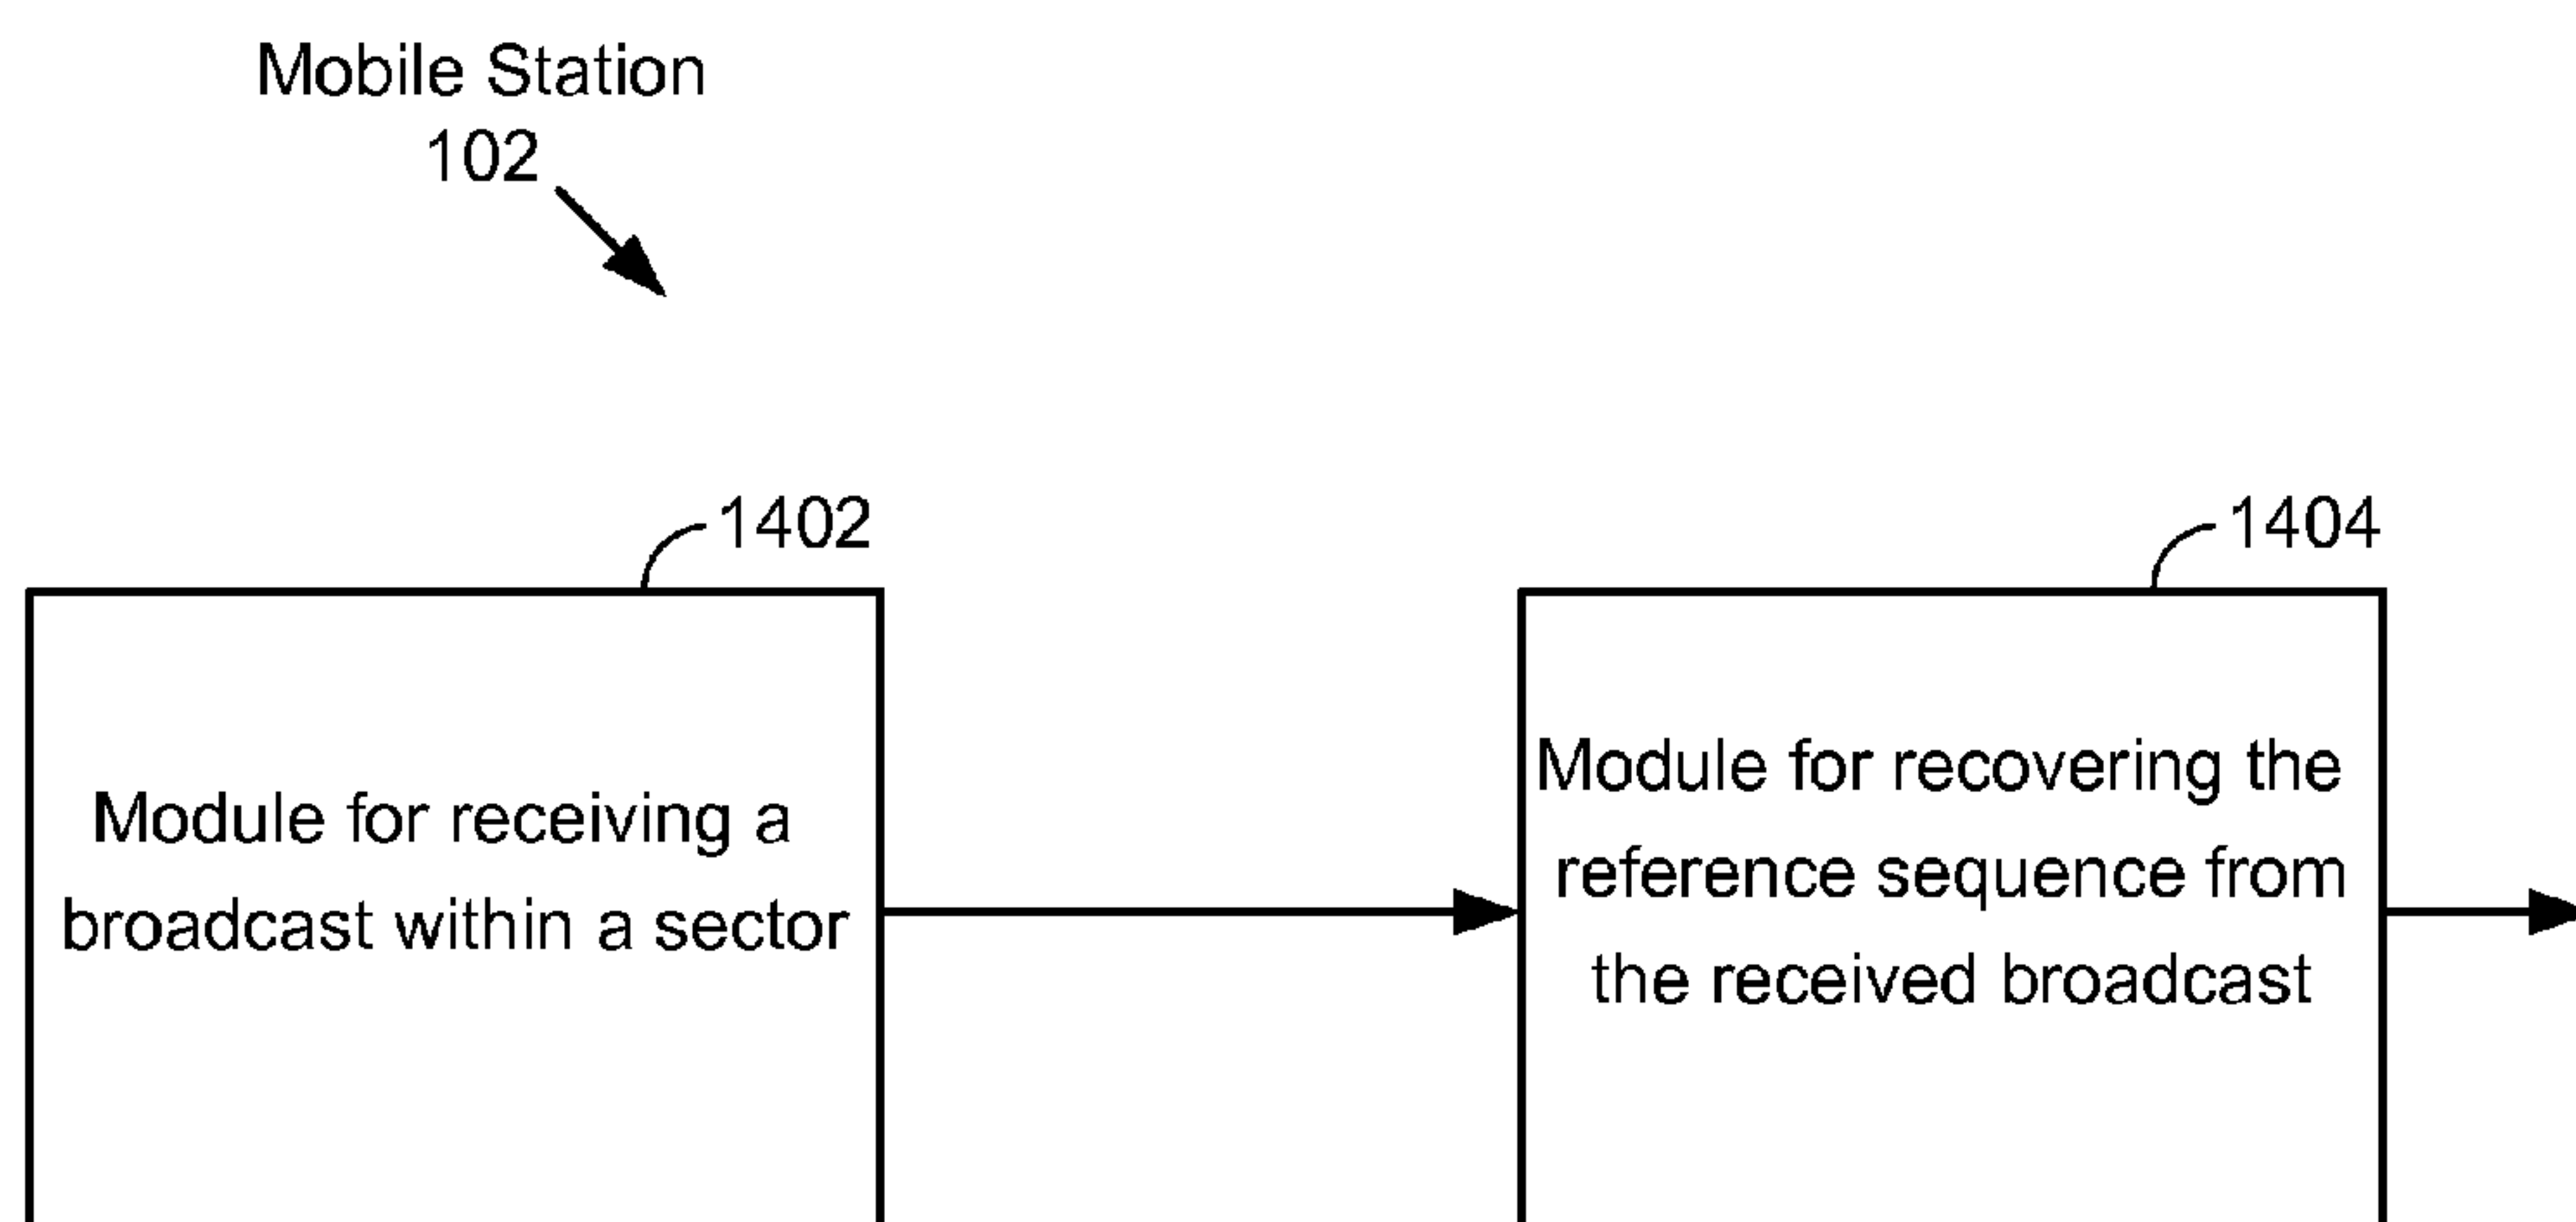 Mobile Station
102
1402
1404
Module for receiving a
broadcast within a sector
Module for recovering the
reference sequence from
the received broadcast